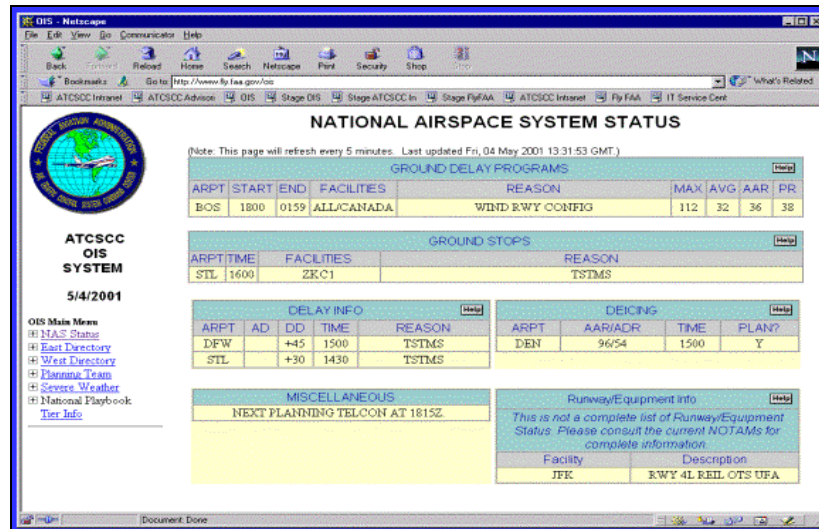 OIS - Netscape
File Edit View Go Communicator Help
Back Forward Reload Home Search Netscape Print Security Shop Stop
Bookmarks Go to: http://www.fly.faa.gov/ois What's Related
ATCSCC Intranet ATCSCC Advisori OIS Stage OIS Stage ATCSCC In Stage FlyFAA ATCSCC Intranet Fly FAA IT Service Cent
NATIONAL AIRSPACE SYSTEM STATUS
(Note: This page will refresh every 5 minutes. Last updated Fri, 04 May 2001 13:31:53 GMT.)
GROUND DELAY PROGRAMS Help
ARPT START END FACILITIES REASON MAX AVG AAR PR
BOS 1800 0159 ALL/CANADA WIND RWY CONFIG 112 32 36 38
GROUND STOPS Help
ARPT TIME FACILITIES REASON
STL 1600 ZKC1 TSTMS
DELAY INFO Help
ARPT AD DD TIME REASON
DFW +45 1500 TSTMS
STL +30 1430 TSTMS
DEICING Help
ARPT AAR/ADR TIME PLAN?
DEN 96/54 1500 Y
MISCELLANEOUS
NEXT PLANNING TELCON AT 1815Z.
Runway/Equipment Info Help
This is not a complete list of Runway/Equipment
Status. Please consult the current NOTAMs for
complete information.
Facility Description
JFK RWY 4L REIL OTS UFA
FEDERAL AVIATION ADMINISTRATION
AIR TRAFFIC CONTROL SYSTEM COMMAND CENTER
ATCSCC
OIS
SYSTEM
5/4/2001
OIS Main Menu
NAS Status
East Directory
West Directory
Planning Team
Severe Weather
National Playbook
Tier Info
Document: Done